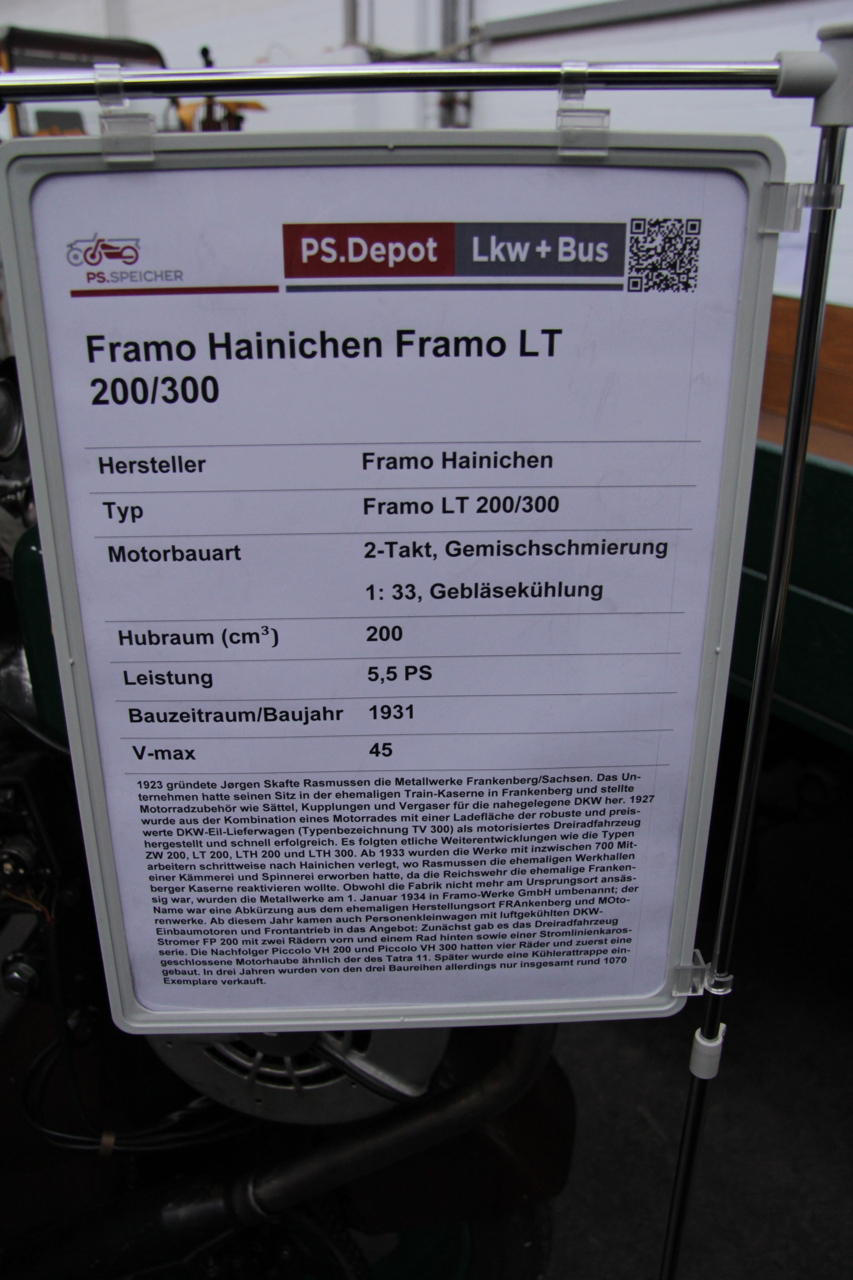 PS.SPEICHER
PS.Depot Lkw + Bus
Framo Hainichen Framo LT
200/300
Hersteller Framo Hainichen
Typ Framo LT 200/300
Motorbauart 2-Takt, Gemischschmierung
1: 33, Gebläsekühlung
Hubraum (cm³) 200
Leistung 5,5 PS
Bauzeitraum/Baujahr 1931
V-max 45
1923 gründete Jørgen Skafte Rasmussen die Metallwerke Frankenberg/Sachsen. Das Un-
ternehmen hatte seinen Sitz in der ehemaligen Train-Kaserne in Frankenberg und stellte
Motorradzubehör wie Sättel, Kupplungen und Vergaser für die nahegelegene DKW her. 1927
wurde aus der Kombination eines Motorrades mit einer Ladefläche der robuste und preis-
werte DKW-Eil-Lieferwagen (Typenbezeichnung TV 300) als motorisiertes Dreiradfahrzeug
hergestellt und schnell erfolgreich. Es folgten etliche Weiterentwicklungen wie die Typen
ZW 200, LT 200, LTH 200 und LTH 300. Ab 1933 wurden die Werke mit inzwischen 700 Mit-
arbeitern schrittweise nach Hainichen verlegt, wo Rasmussen die ehemaligen Werkhallen
einer Kämmerei und Spinnerei erworben hatte, da die Reichswehr die ehemalige Franken-
berger Kaserne reaktivieren wollte. Obwohl die Fabrik nicht mehr am Ursprungsort ansäs-
sig war, wurden die Metallwerke am 1. Januar 1934 in Framo-Werke GmbH umbenannt; der
Name war eine Abkürzung aus dem ehemaligen Herstellungsort FRAnkenberg und MOto-
renwerke. Ab diesem Jahr kamen auch Personenkleinwagen mit luftgekühlten DKW-
Einbaumotoren und Frontantrieb in das Angebot: Zunächst gab es das Dreiradfahrzeug
Stromer FP 200 mit zwei Rädern vorn und einem Rad hinten sowie einer Stromlinienkaros-
serie. Die Nachfolger Piccolo VH 200 und Piccolo VH 300 hatten vier Räder und zuerst eine
geschlossene Motorhaube ähnlich der des Tatra 11. Später wurde eine Kühlerattrappe ein-
gebaut. In drei Jahren wurden von den drei Baureihen allerdings nur insgesamt rund 1070
Exemplare verkauft.